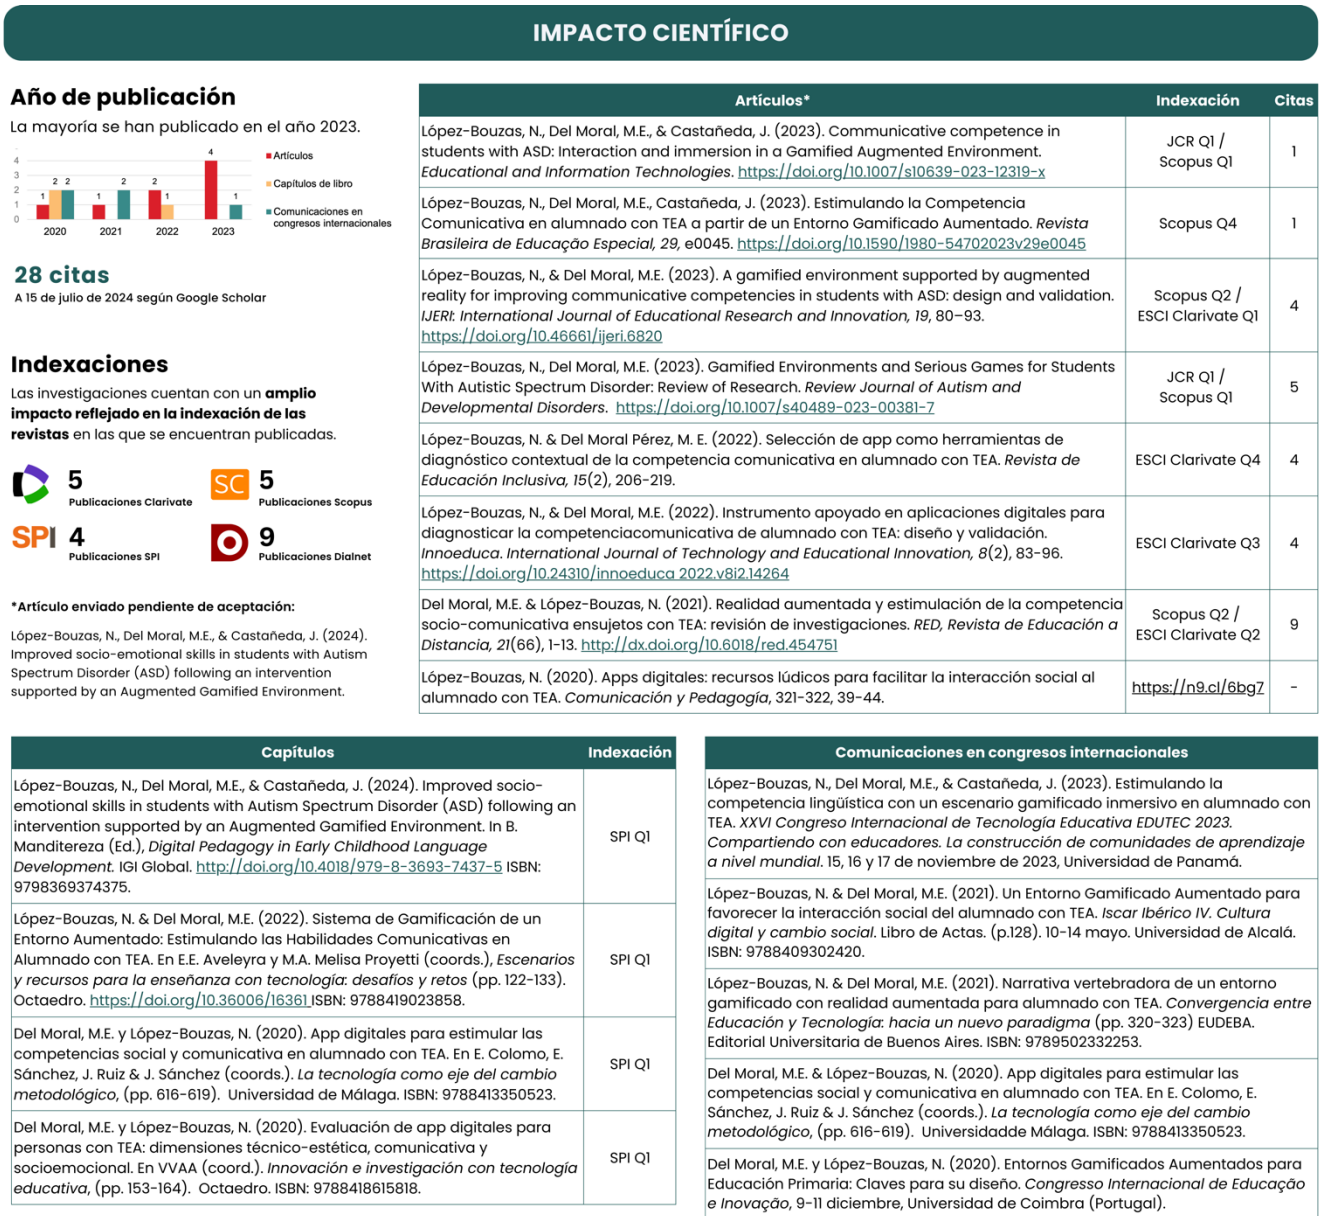 IMPACTO CIENTÍFICO
Año de publicación
La mayoría se han publicado en el año 2023.
4
3
2
1
0
1
2
2
1
2
2
1
4
1
2020
2021
2022
2023
Artículos
Capítulos de libro
Comunicaciones en
congresos internacionales
28 citas
A 15 de julio de 2024 según Google Scholar
Indexaciones
Las investigaciones cuentan con un amplio
impacto reflejado en la indexación de las
revistas en las que se encuentran publicadas.
5
Publicaciones Clarivate
SC
5
Publicaciones Scopus
SPI
4
Publicaciones SPI
9
Publicaciones Dialnet
*Artículo enviado pendiente de aceptación:
López-Bouzas, N., Del Moral, M.E., & Castañeda, J. (2024).
Improved socio-emotional skills in students with Autism
Spectrum Disorder (ASD) following an intervention
supported by an Augmented Gamified Environment.
Artículos*
Indexación
Citas
López-Bouzas, N., Del Moral, M.E., & Castañeda, J. (2023). Communicative competence in
students with ASD: Interaction and immersion in a Gamified Augmented Environment.
Educational and Information Technologies. https://doi.org/10.1007/s10639-023-12319-x
JCR Q1 /
Scopus Q1
1
López-Bouzas, N., Del Moral, M.E., Castañeda, J. (2023). Estimulando la Competencia
Comunicativa en alumnado con TEA a partir de un Entorno Gamificado Aumentado. Revista
Brasileira de Educação Especial, 29, e0045. https://doi.org/10.1590/1980-54702023v29e0045
Scopus Q4
1
López-Bouzas, N., & Del Moral, M.E. (2023). A gamified environment supported by augmented
reality for improving communicative competencies in students with ASD: design and validation.
IJERI: International Journal of Educational Research and Innovation, 19, 80–93.
https://doi.org/10.46661/ijeri.6820
Scopus Q2 /
ESCI Clarivate Q1
4
López-Bouzas, N., Del Moral, M.E. (2023). Gamified Environments and Serious Games for Students
With Autistic Spectrum Disorder: Review of Research. Review Journal of Autism and
Developmental Disorders. https://doi.org/10.1007/s40489-023-00381-7
JCR Q1 /
Scopus Q1
5
López-Bouzas, N. & Del Moral Pérez, M. E. (2022). Selección de app como herramientas de
diagnóstico contextual de la competencia comunicativa en alumnado con TEA. Revista de
Educación Inclusiva, 15(2), 206-219.
ESCI Clarivate Q4
4
López-Bouzas, N., & Del Moral, M.E. (2022). Instrumento apoyado en aplicaciones digitales para
diagnosticar la competenciacomunicativa de alumnado con TEA: diseño y validación.
Innoeduca. International Journal of Technology and Educational Innovation, 8(2), 83-96.
https://doi.org/10.24310/innoeduca 2022.v8i2.14264
ESCI Clarivate Q3
4
Del Moral, M.E. & López-Bouzas, N. (2021). Realidad aumentada y estimulación de la competencia
socio-comunicativa ensujetos con TEA: revisión de investigaciones. RED, Revista de Educación a
Distancia, 21(66), 1-13. http://dx.doi.org/10.6018/red.454751
Scopus Q2 /
ESCI Clarivate Q2
9
López-Bouzas, N. (2020). Apps digitales: recursos lúdicos para facilitar la interacción social al
alumnado con TEA. Comunicación y Pedagogía, 321-322, 39-44.
https://n9.cl/6bg7
-
Capítulos
Indexación
López-Bouzas, N., Del Moral, M.E., & Castañeda, J. (2024). Improved socio-
emotional skills in students with Autism Spectrum Disorder (ASD) following an
intervention supported by an Augmented Gamified Environment. In B.
Manditereza (Ed.), Digital Pedagogy in Early Childhood Language
Development. IGI Global. http://doi.org/10.4018/979-8-3693-7437-5 ISBN:
9798369374375.
SPI Q1
López-Bouzas, N. & Del Moral, M.E. (2022). Sistema de Gamificación de un
Entorno Aumentado: Estimulando las Habilidades Comunicativas en
Alumnado con TEA. En E.E. Aveleyra y M.A. Melisa Proyetti (coords.), Escenarios
y recursos para la enseñanza con tecnología: desafíos y retos (pp. 122-133).
Octaedro. https://doi.org/10.36006/16361 ISBN: 9788419023858.
SPI Q1
Del Moral, M.E. y López-Bouzas, N. (2020). App digitales para estimular las
competencias social y comunicativa en alumnado con TEA. En E. Colomo, E.
Sánchez, J. Ruiz & J. Sánchez (coords.). La tecnología como eje del cambio
metodológico, (pp. 616-619). Universidad de Málaga. ISBN: 9788413350523.
SPI Q1
Del Moral, M.E. y López-Bouzas, N. (2020). Evaluación de app digitales para
personas con TEA: dimensiones técnico-estética, comunicativa y
socioemocional. En VVAA (coord.). Innovación e investigación con tecnología
educativa, (pp. 153-164). Octaedro. ISBN: 9788418615818.
SPI Q1
Comunicaciones en congresos internacionales
López-Bouzas, N., Del Moral, M.E., & Castañeda, J. (2023). Estimulando la
competencia lingüística con un escenario gamificado inmersivo en alumnado con
TEA. XXVI Congreso Internacional de Tecnología Educativa EDUTEC 2023.
Compartiendo con educadores. La construcción de comunidades de aprendizaje
a nivel mundial. 15, 16 y 17 de noviembre de 2023, Universidad de Panamá.
López-Bouzas, N. & Del Moral, M.E. (2021). Un Entorno Gamificado Aumentado para
favorecer la interacción social del alumnado con TEA. Iscar Ibérico IV. Cultura
digital y cambio social. Libro de Actas. (p.128). 10-14 mayo. Universidad de Alcalá.
ISBN: 9788409302420.
López-Bouzas, N. & Del Moral, M.E. (2021). Narrativa vertebradora de un entorno
gamificado con realidad aumentada para alumnado con TEA. Convergencia entre
Educación y Tecnología: hacia un nuevo paradigma (pp. 320-323) EUDEBA.
Editorial Universitaria de Buenos Aires. ISBN: 9789502332253.
Del Moral, M.E. & López-Bouzas, N. (2020). App digitales para estimular las
competencias social y comunicativa en alumnado con TEA. En E. Colomo, E.
Sánchez, J. Ruiz & J. Sánchez (coords.). La tecnología como eje del cambio
metodológico, (pp. 616-619). Universidadde Málaga. ISBN: 9788413350523.
Del Moral, M.E. y López-Bouzas, N. (2020). Entornos Gamificados Aumentados para
Educación Primaria: Claves para su diseño. Congresso Internacional de Educação
e Inovação, 9-11 diciembre, Universidad de Coimbra (Portugal).